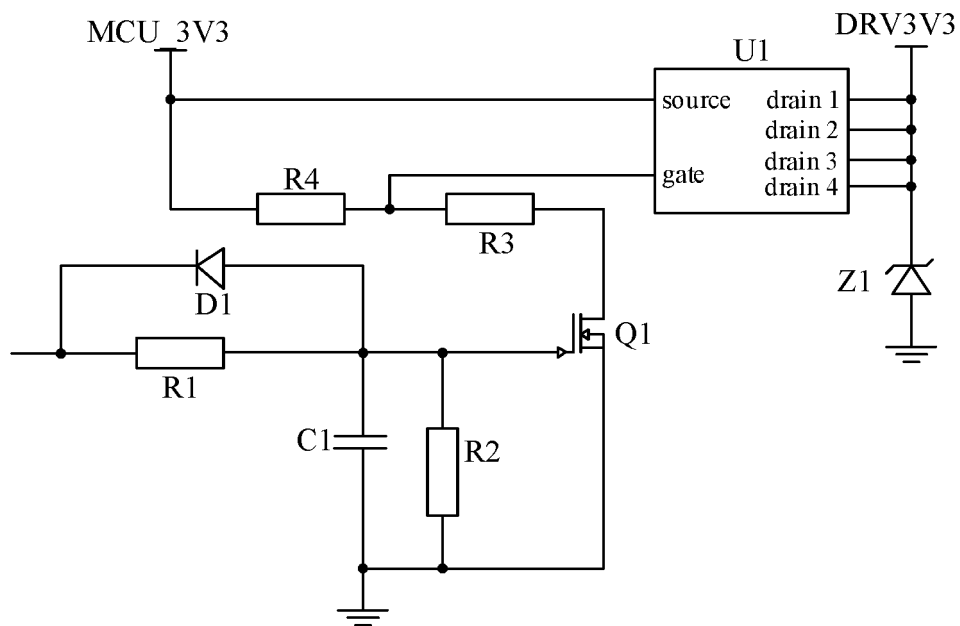 MCU_3V3
DRV3V3
U1
source
drain 1
drain 2
drain 3
drain 4
gate
R4
R3
Z1
D1
Q1
R1
C1
R2